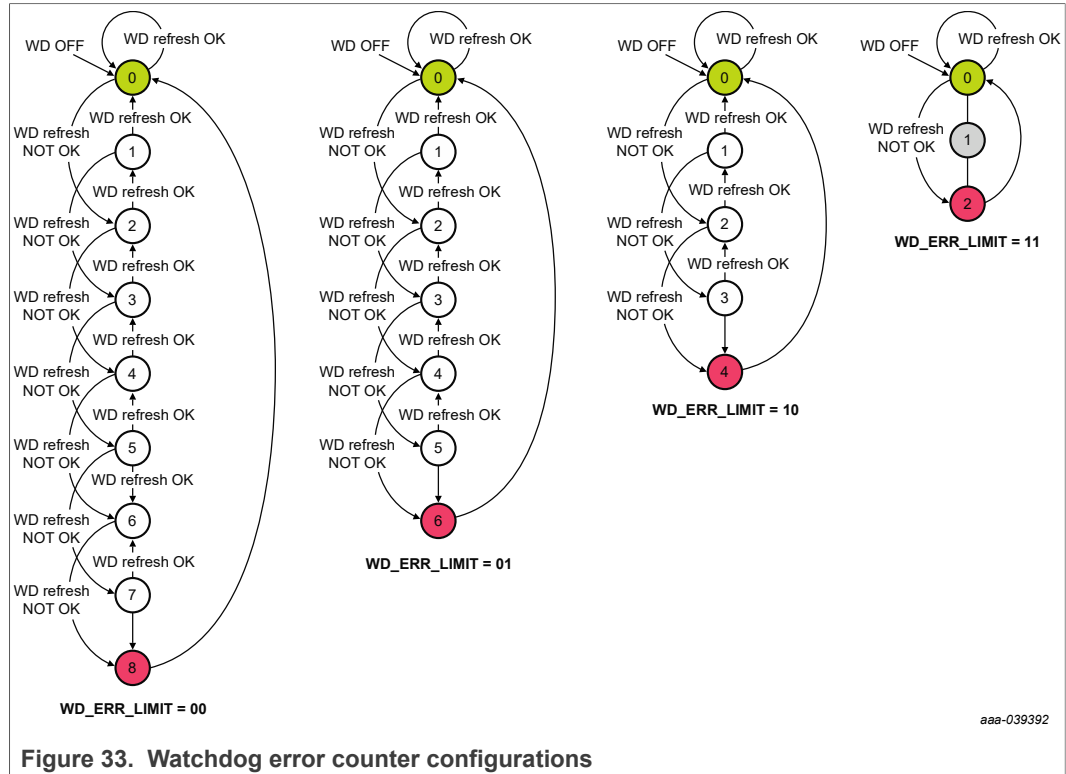 WD OFF
WD refresh OK
0
WD refresh OK
WD refresh
NOT OK
1
WD refresh OK
WD refresh
NOT OK
2
WD refresh OK
WD refresh
NOT OK
3
WD refresh OK
WD refresh
NOT OK
4
WD refresh OK
WD refresh
NOT OK
5
WD refresh OK
WD refresh
NOT OK
6
WD refresh OK
WD refresh
NOT OK
7
8
WD_ERR_LIMIT = 00
WD OFF
WD refresh OK
0
WD refresh OK
WD refresh
NOT OK
1
WD refresh OK
WD refresh
NOT OK
2
WD refresh OK
WD refresh
NOT OK
3
WD refresh OK
WD refresh
NOT OK
4
WD refresh OK
WD refresh
NOT OK
5
6
WD_ERR_LIMIT = 01
WD OFF
WD refresh OK
0
WD refresh OK
WD refresh
NOT OK
1
WD refresh OK
WD refresh
NOT OK
2
WD refresh OK
WD refresh
NOT OK
3
4
WD_ERR_LIMIT = 10
WD OFF
WD refresh OK
0
WD refresh
NOT OK
1
2
WD_ERR_LIMIT = 11
aaa-039392
Figure 33. Watchdog error counter configurations